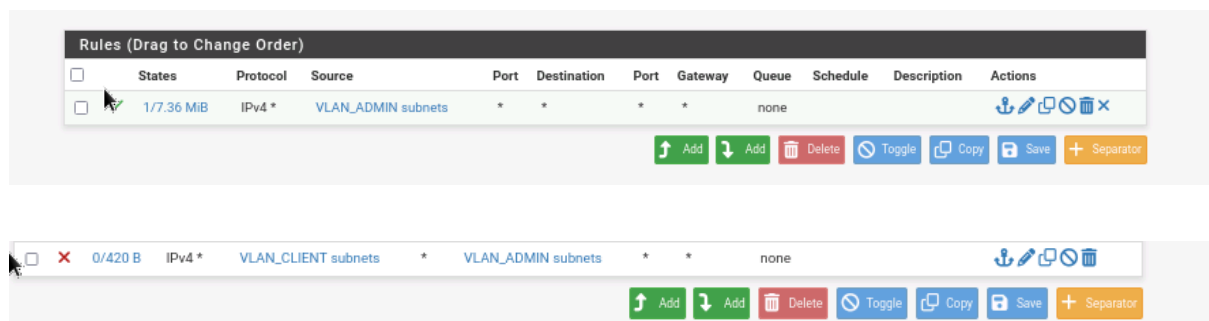 Rules (Drag to Change Order)
States Protocol Source Port Destination Port Gateway Queue Schedule Description Actions
1/7.36 MiB IPv4 * VLAN_ADMIN subnets * * * * none
Add Add Delete Toggle Copy Save Separator
0/420 B IPv4 * VLAN_CLIENT subnets * VLAN_ADMIN subnets * * none
Add Add Delete Toggle Copy Save Separator